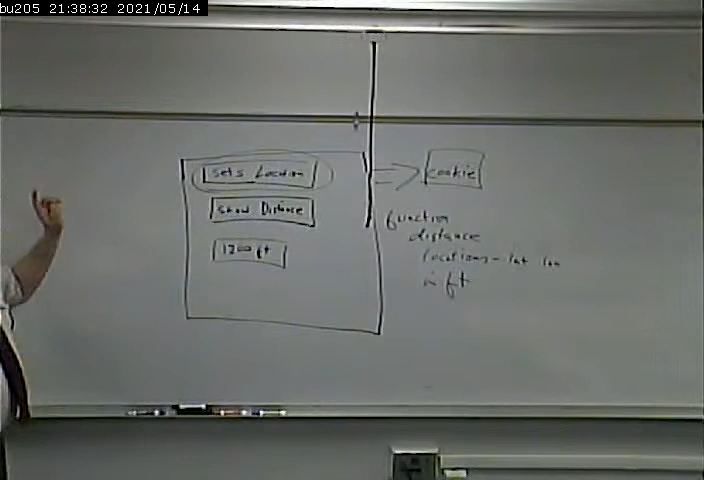 bu205 21:38:32 2021/05/14
Sets Location
cookie
Show Distance
1200 ft
function
distance
locations - lat lon
in ft